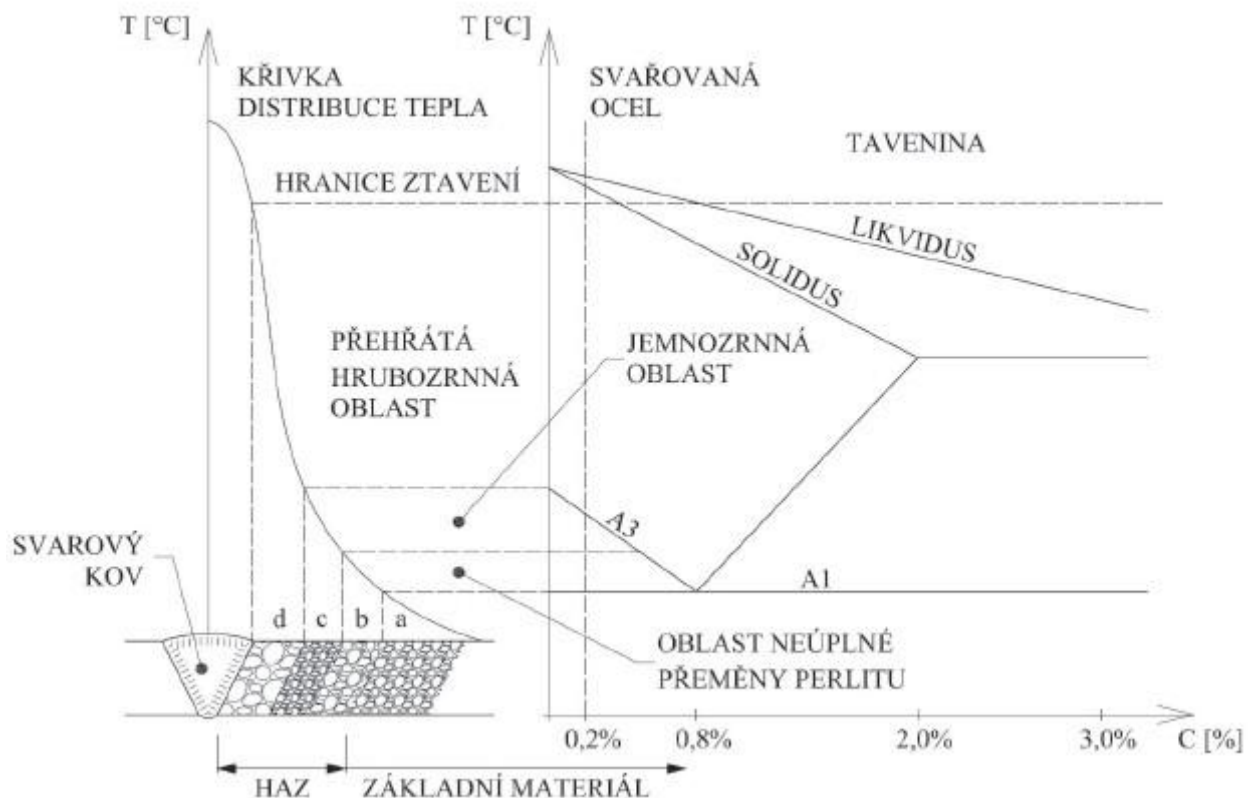 T [°C]
T [°C]
KŘIVKA
DISTRIBUCE TEPLA
SVAŘOVANÁ
OCEL
TAVENINA
HRANICE ZTAVENÍ
LIKVIDUS
SOLIDUS
PŘEHŘÁTÁ
HRUBOZRNNÁ
OBLAST
JEMNOZRNNÁ
OBLAST
A3
SVAROVÝ
KOV
A1
d c b a
OBLAST NEÚPLNÉ
PŘEMĚNY PERLITU
0,2% 0,8% 2,0% 3,0% C [%]
HAZ ZÁKLADNÍ MATERIÁL